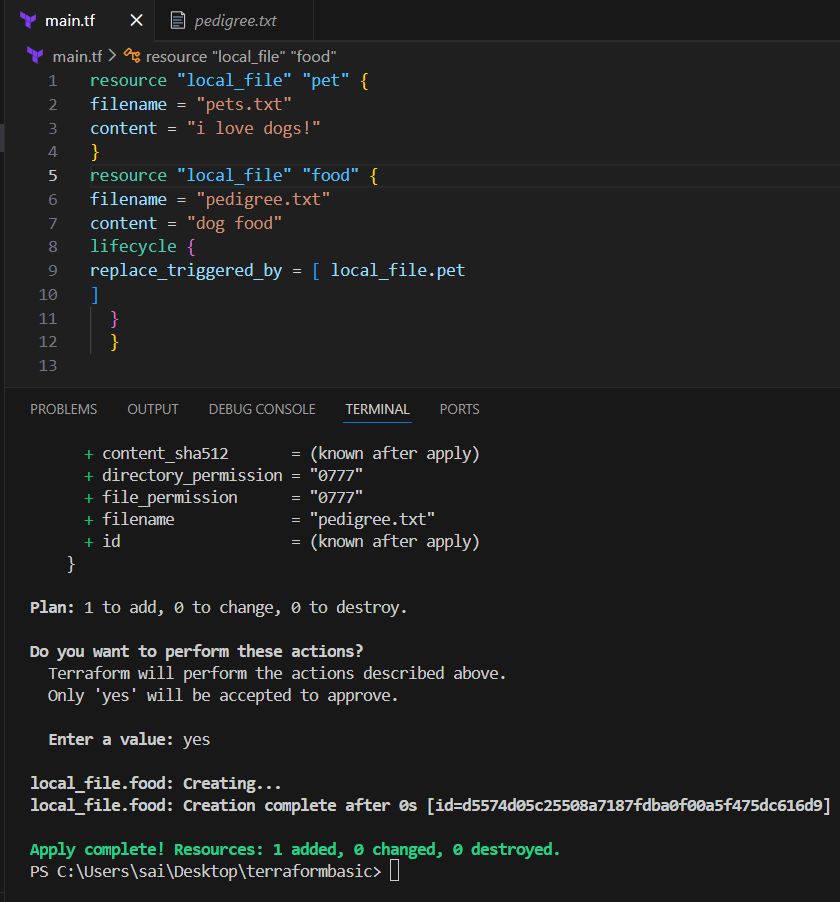 main.tf
pedigree.txt
main.tf > resource "local_file" "food"
1 resource "local_file" "pet" {
2 filename = "pets.txt"
3 content = "i love dogs!"
4 }
5 resource "local_file" "food" {
6 filename = "pedigree.txt"
7 content = "dog food"
8 lifecycle {
9 replace_triggered_by = [ local_file.pet
10 ]
11 }
12 }
13
PROBLEMS OUTPUT DEBUG CONSOLE TERMINAL PORTS
+ content_sha512 = (known after apply)
+ directory_permission = "0777"
+ file_permission = "0777"
+ filename = "pedigree.txt"
+ id = (known after apply)
}
Plan: 1 to add, 0 to change, 0 to destroy.
Do you want to perform these actions?
Terraform will perform the actions described above.
Only 'yes' will be accepted to approve.
Enter a value: yes
local_file.food: Creating...
local_file.food: Creation complete after 0s [id=d5574d05c25508a7187fdba0f00a5f475dc616d9]
Apply complete! Resources: 1 added, 0 changed, 0 destroyed.
PS C:\Users\sai\Desktop\terraformbasic>